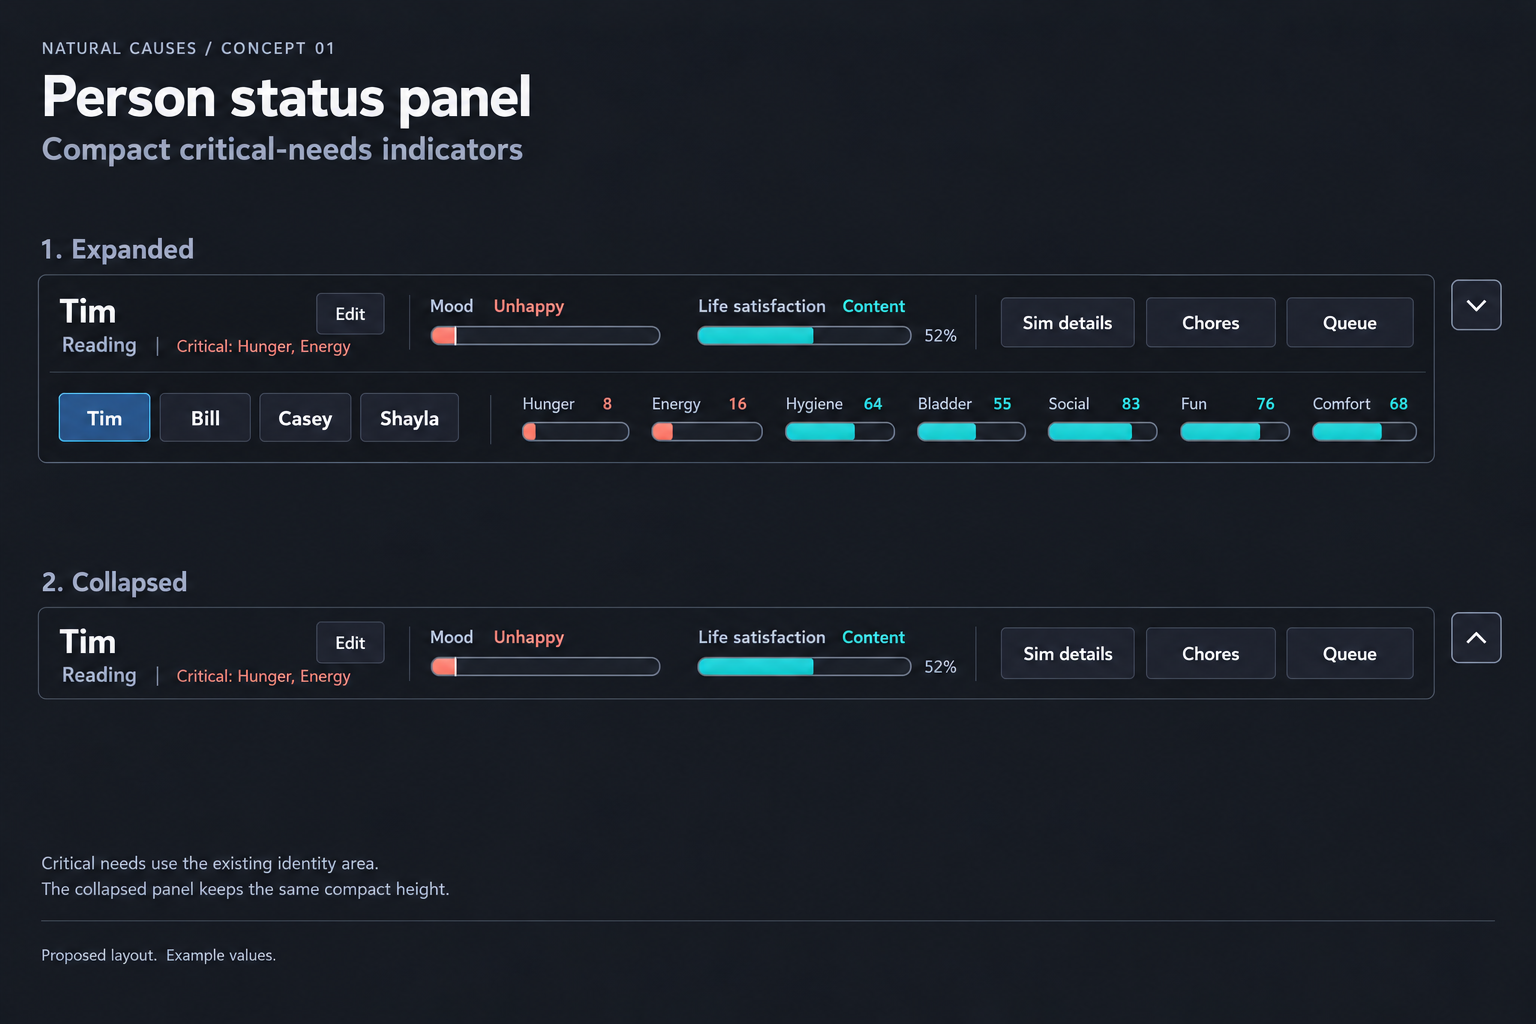 NATURAL CAUSES / CONCEPT 01
Person status panel
Compact critical-needs indicators
1. Expanded
Tim
Edit
Reading | Critical: Hunger, Energy
Mood Unhappy
Life satisfaction Content
52%
Sim details
Chores
Queue
Tim
Bill
Casey
Shayla
Hunger 8
Energy 16
Hygiene 64
Bladder 55
Social 83
Fun 76
Comfort 68
2. Collapsed
Tim
Edit
Reading | Critical: Hunger, Energy
Mood Unhappy
Life satisfaction Content
52%
Sim details
Chores
Queue
Critical needs use the existing identity area.
The collapsed panel keeps the same compact height.
Proposed layout. Example values.